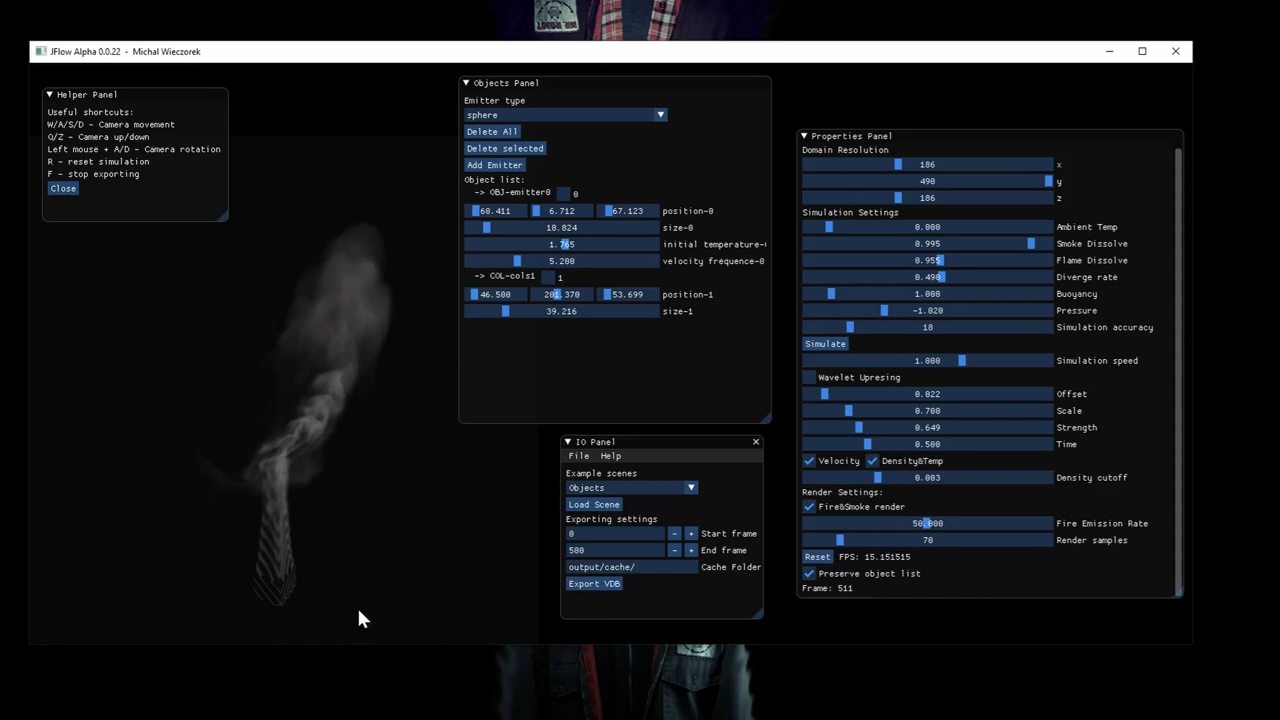 JFlow Alpha 0.0.22 - Michal Wieczorek
Helper Panel
Useful shortcuts:
W/A/S/D - Camera movement
Q/Z - Camera up/down
Left mouse + A/D - Camera rotation
R - reset simulation
F - stop exporting
Close
Objects Panel
Emitter type
sphere
Delete All
Delete selected
Add Emitter
Object list:
-> OBJ-emitter0 0
60.411 6.712 67.123 position-0
18.824 size-0
1.765 initial temperature-
5.200 velocity frequence-0
-> COL-cols1 1
46.500 201.370 53.699 position-1
39.216 size-1
IO Panel
File Help
Example scenes
Objects
Load Scene
Exporting settings
0 - + Start frame
500 - + End frame
output/cache/ Cache Folder
Export VDB
Properties Panel
Domain Resolution
186 x
490 y
186 z
Simulation Settings
0.000 Ambient Temp
0.995 Smoke Dissolve
0.955 Flame Dissolve
0.490 Diverge rate
1.000 Buoyancy
-1.020 Pressure
18 Simulation accuracy
Simulate
1.000 Simulation speed
Wavelet Upresing
0.022 Offset
0.700 Scale
0.649 Strength
0.500 Time
Velocity Density&Temp
0.003 Density cutoff
Render Settings:
Fire&Smoke render
50.000 Fire Emission Rate
70 Render samples
Reset FPS: 15.151515
Preserve object list
Frame: 511